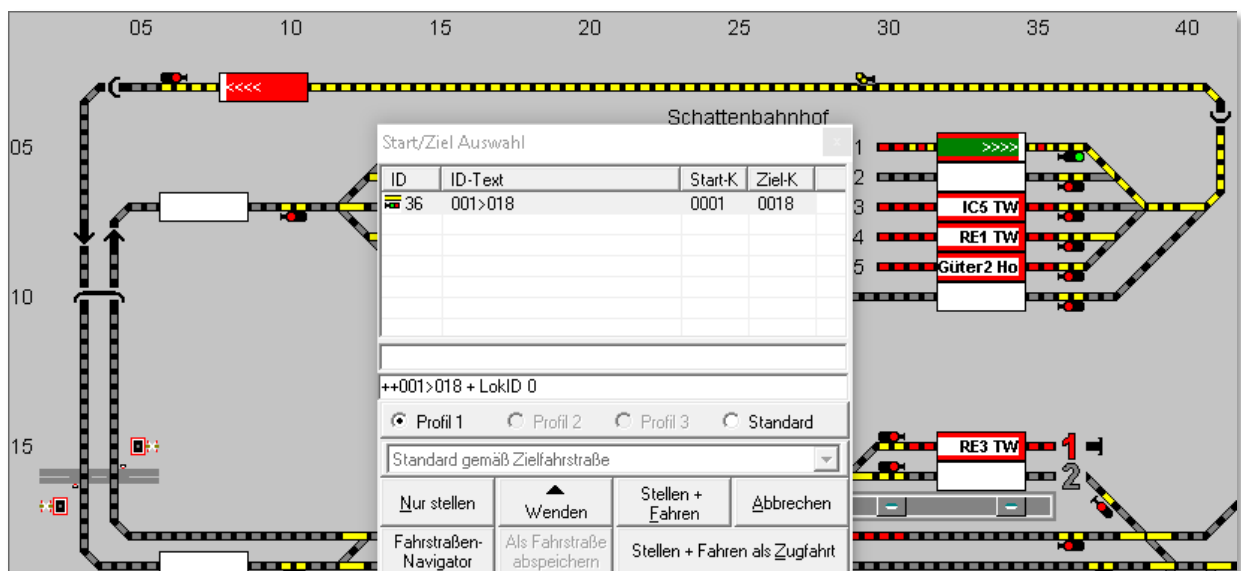 05 10 15 20 25 30 35 40
<<<<
Schattenbahnhof
05
Start/Ziel Auswahl
x
1 >>>>
ID ID-Text Start-K Ziel-K
2
36 001>018 0001 0018
3 IC5 TW
4 RE1 TW
5 Güter2 Ho
10
++001>018 + LokID 0
Profil 1 Profil 2 Profil 3 Standard
15
RE3 TW 1
Standard gemäß Zielfahrstraße
2
Nur stellen
Wenden
Stellen +
Fahren
Abbrechen
Fahrstraßen-
Navigator
Als Fahrstraße
abspeichern
Stellen + Fahren als Zugfahrt